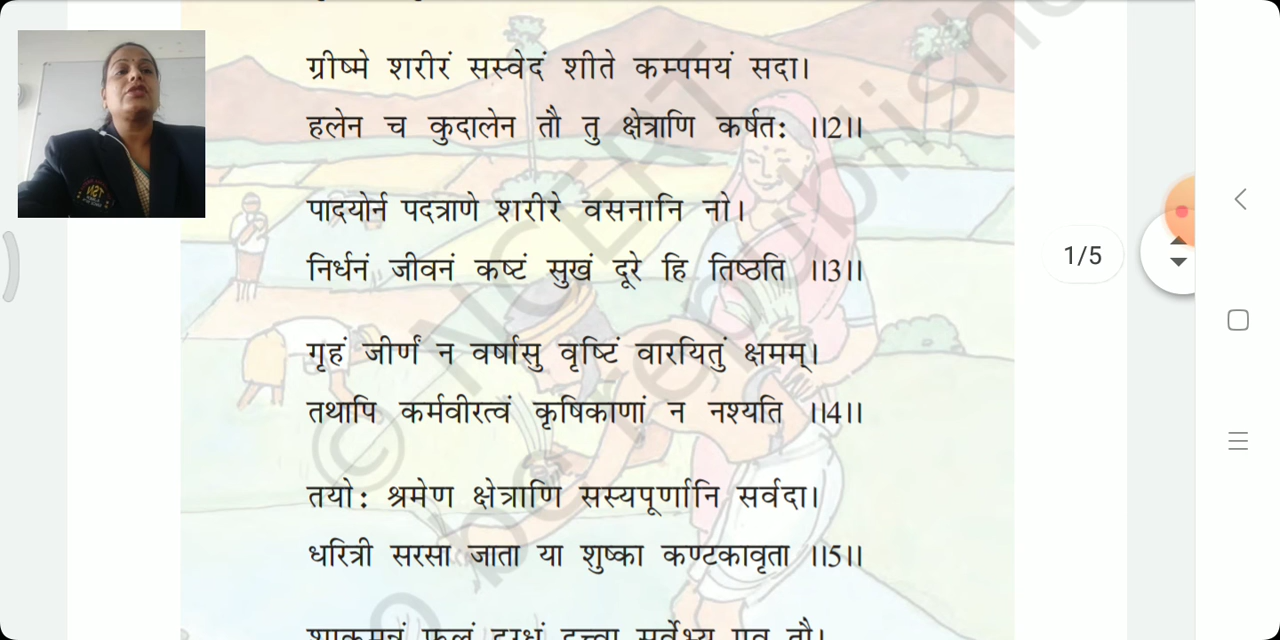 ग्रीष्मे शरीरं सस्वेदं शीते कम्पमयं सदा।
हलेन च कुदालेन तौ तु क्षेत्राणि कर्षतः ॥2॥
पादयोर्न पदत्राणे शरीरे वसनानि नो।
निर्धनं जीवनं कष्टं सुखं दूरे हि तिष्ठति ॥3॥
गृहं जीर्णं न वर्षासु वृष्टिं वारयितुं क्षमम्।
तथापि कर्मवीरत्वं कृषिकाणां न नश्यति ॥4॥
तयोः श्रमेण क्षेत्राणि सस्यपूर्णानि सर्वदा।
धरित्री सरसा जाता या शुष्का कण्टकावृता ॥5॥
1/5
© NCERT